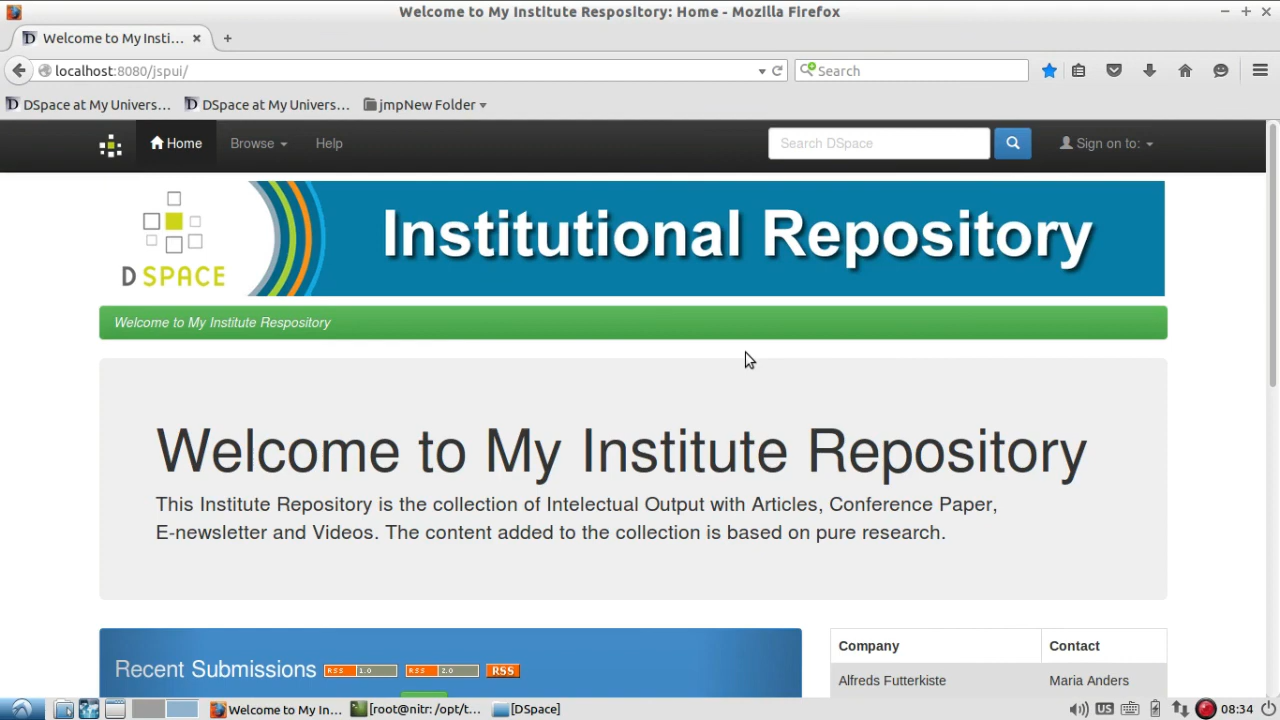 Welcome to My Institute Respository: Home - Mozilla Firefox
Welcome to My Insti...
localhost:8080/jspui/
Search
DSpace at My Univers...
DSpace at My Univers...
jmpNew Folder
Home
Browse
Help
Search DSpace
Sign on to:
D SPACE
Institutional Repository
Welcome to My Institute Respository
Welcome to My Institute Repository
This Institute Repository is the collection of Intelectual Output with Articles, Conference Paper,
E-newsletter and Videos. The content added to the collection is based on pure research.
Recent Submissions RSS 1.0 RSS 2.0 RSS
Company Contact
Alfreds Futterkiste Maria Anders
Welcome to My In...
[root@nitr: /opt/t...
[DSpace]
US
08:34